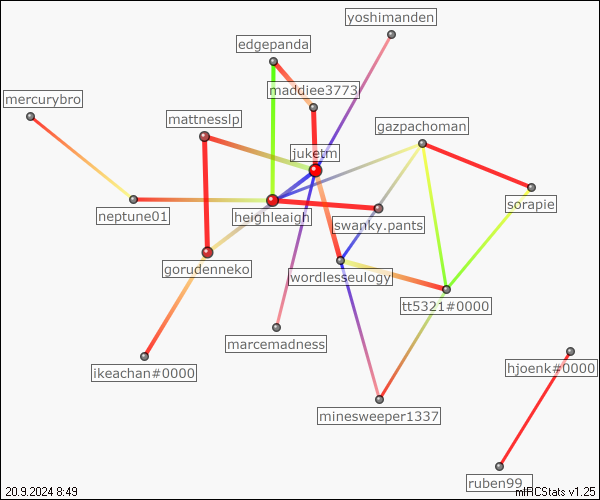 yoshimanden
edgepanda
maddiee3773
mercurybro
mattnesslp
gazpachoman
juketm
neptune01
heighleaigh
swanky.pants
sorapie
gorudenneko
wordlesseulogy
tt5321#0000
marcemadness
ikeachan#0000
hjoenk#0000
minesweeper1337
ruben99_
20.9.2024 8:49
mIRCStats v1.25